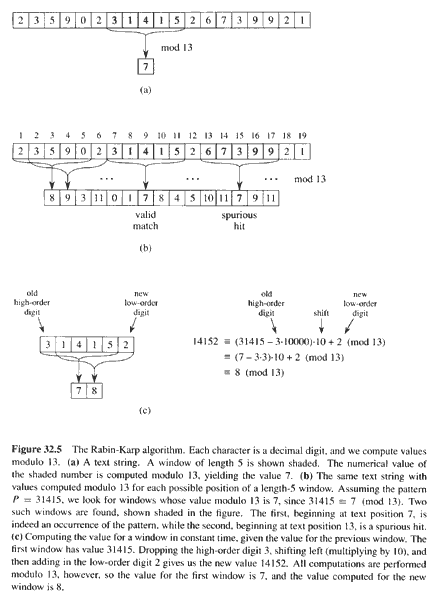 2 3 5 9 0 2 3 1 4 1 5 2 6 7 3 9 9 2 1
mod 13
7
(a)
1 2 3 4 5 6 7 8 9 10 11 12 13 14 15 16 17 18 19
2 3 5 9 0 2 3 1 4 1 5 2 6 7 3 9 9 2 1
... ... mod 13
8 9 3 11 0 1 7 8 4 5 10 11 7 9 11
valid spurious
match hit
(b)
old new old new
high-order low-order high-order low-order
digit digit digit shift digit
3 1 4 1 5 2
14152 ≡ (31415 – 3·10000)·10 + 2 (mod 13)
≡ (7 – 3·3)·10 + 2 (mod 13)
7 8
≡ 8 (mod 13)
(c)
Figure 32.5 The Rabin-Karp algorithm. Each character is a decimal digit, and we compute values
modulo 13. (a) A text string. A window of length 5 is shown shaded. The numerical value of
the shaded number is computed modulo 13, yielding the value 7. (b) The same text string with
values computed modulo 13 for each possible position of a length-5 window. Assuming the pattern
P = 31415, we look for windows whose value modulo 13 is 7, since 31415 ≡ 7 (mod 13). Two
such windows are found, shown shaded in the figure. The first, beginning at text position 7, is
indeed an occurrence of the pattern, while the second, beginning at text position 13, is a spurious hit.
(c) Computing the value for a window in constant time, given the value for the previous window. The
first window has value 31415. Dropping the high-order digit 3, shifting left (multiplying by 10), and
then adding in the low-order digit 2 gives us the new value 14152. All computations are performed
modulo 13, however, so the value for the first window is 7, and the value computed for the new
window is 8.